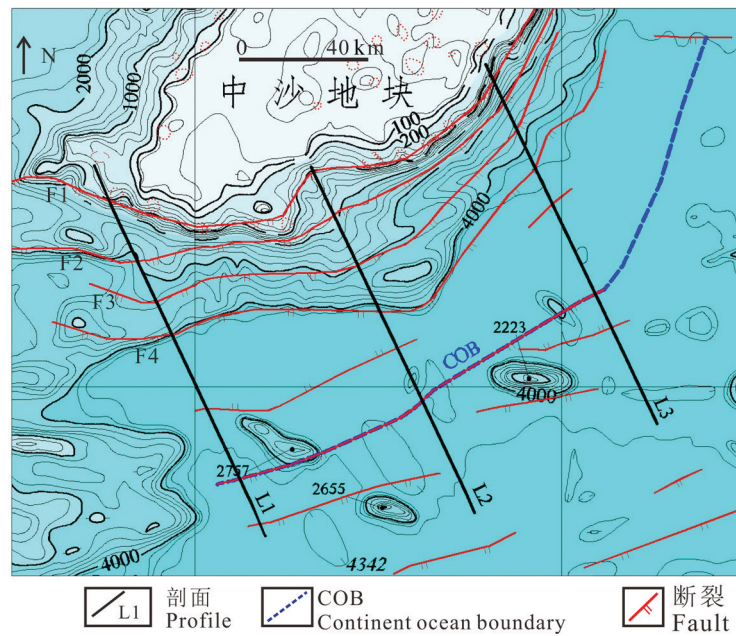 0 40 km
N
2000
1000
中沙地块
100
200
F1
4000
F2
F3
2223
F4
COB
4000
2757
L3
2655
L1
L2
4000
4342
L1
剖面
Profile
COB
Continent ocean boundary
断裂
Fault